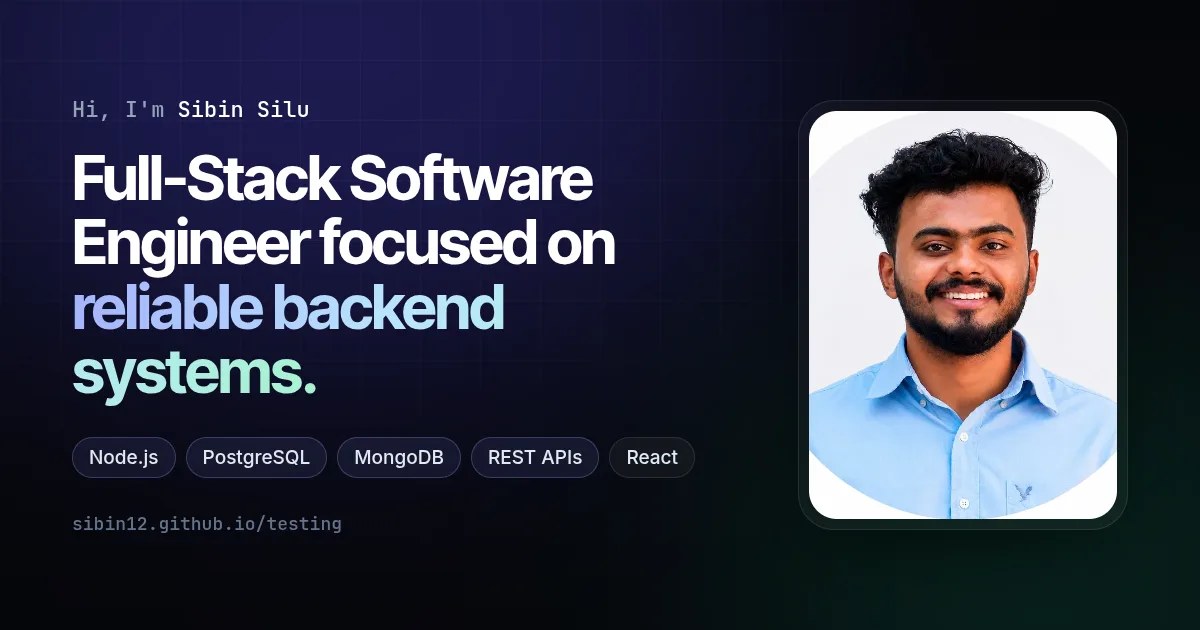 Hi, I'm Sibin Silu
Full-Stack Software
Engineer focused on
reliable backend
systems.
Node.js PostgreSQL MongoDB REST APIs React
sibin12.github.io/testing